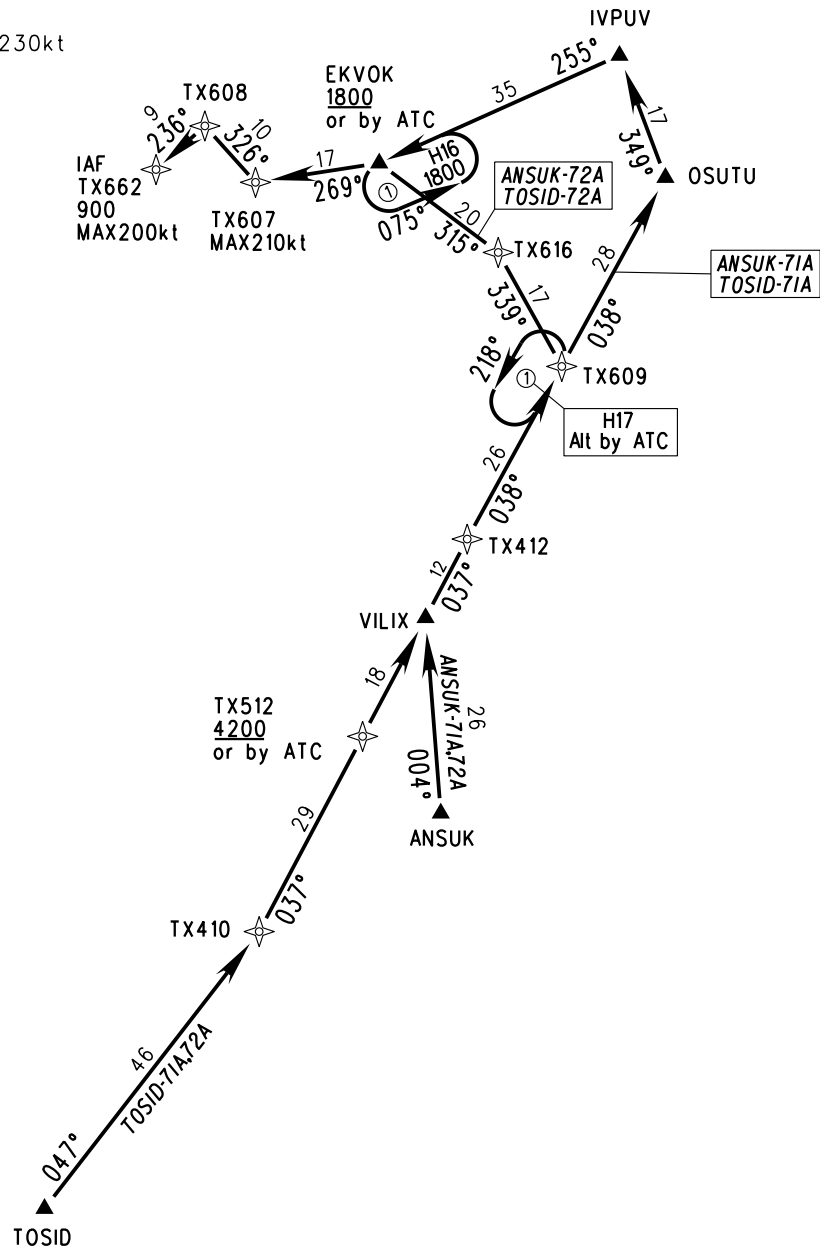 230kt
IVPUV
255°
35
EKVOK
1800
or by ATC
TX608
9
236°
10
326°
17
349°
IAF
TX662
900
MAX200kt
17
269°
H16
1800
1
075°
OSUTU
TX607
MAX210kt
20
315°
ANSUK-72A
TOSID-72A
TX616
28
ANSUK-71A
TOSID-71A
17
339°
038°
218°
1
TX609
H17
Alt by ATC
26
038°
TX412
12
037°
VILIX
18
26
ANSUK-71A,72A
004°
TX512
4200
or by ATC
ANSUK
29
037°
TX410
46
TOSID-71A,72A
047°
TOSID